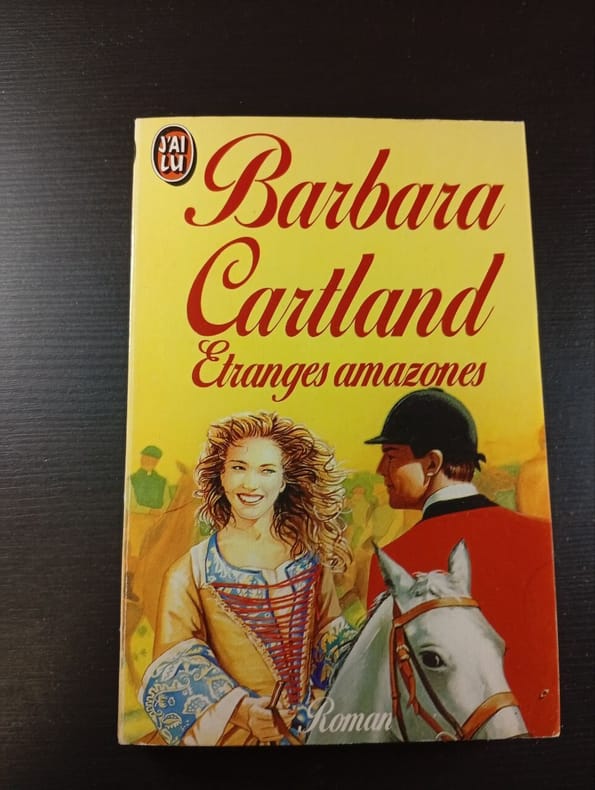 J'AI
LU
Barbara
Cartland
Etranges amazones
Roman